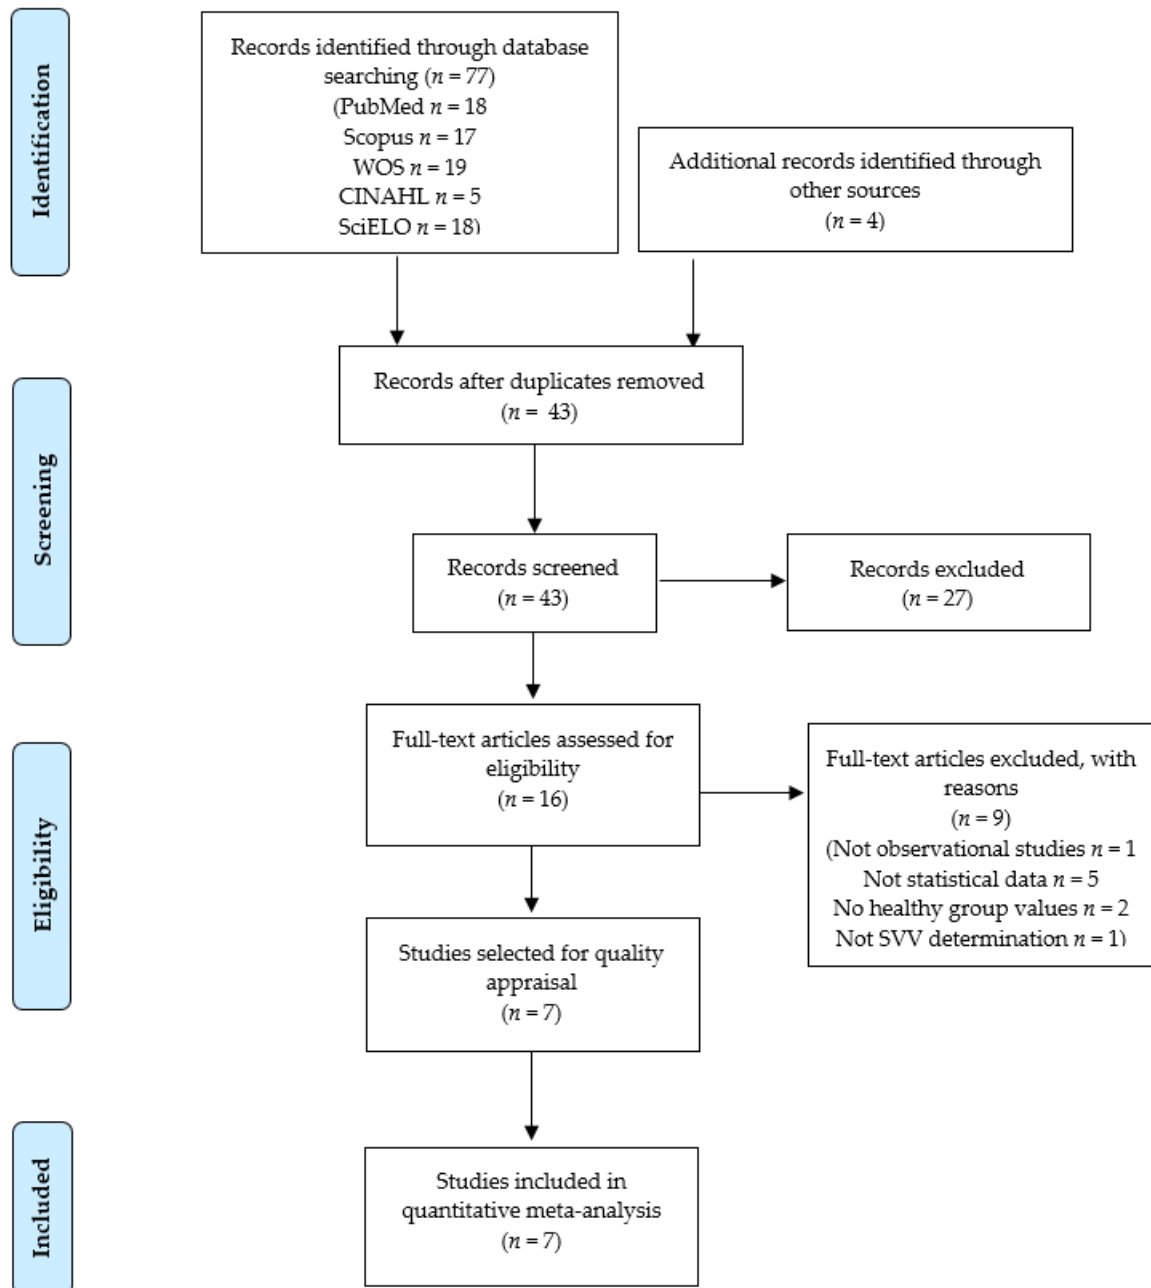 Identification
Records identified through database
searching (n = 77)
(PubMed n = 18
Scopus n = 17
WOS n = 19
CINAHL n = 5
SciELO n = 18)
Additional records identified through
other sources
(n = 4)
Screening
Records after duplicates removed
(n = 43)
Records screened
(n = 43)
Records excluded
(n = 27)
Eligibility
Full-text articles assessed for
eligibility
(n = 16)
Full-text articles excluded, with
reasons
(n = 9)
(Not observational studies n = 1
Not statistical data n = 5
No healthy group values n = 2
Not SVV determination n = 1)
Studies selected for quality
appraisal
(n = 7)
Included
Studies included in
quantitative meta-analysis
(n = 7)